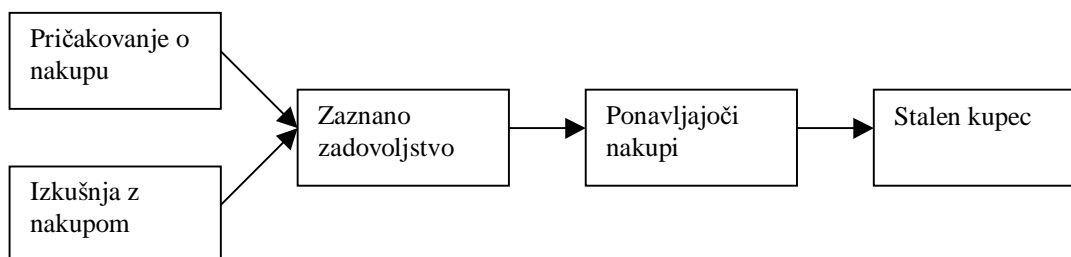 Pričakovanje o
nakupu
Izkušnja z
nakupom
Zaznano
zadovoljstvo
Ponavljajoči
nakupi
Stalen kupec